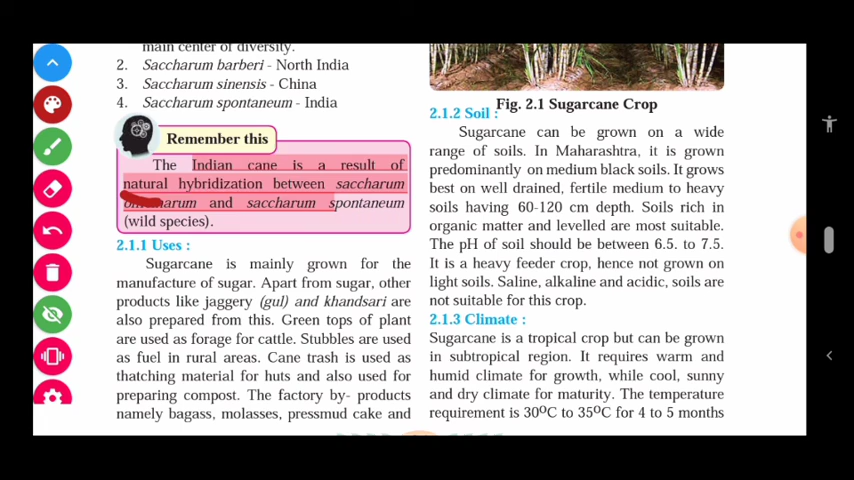 main center of diversity.
2. Saccharum barberi - North India
3. Saccharum sinensis - China
4. Saccharum spontaneum - India
Remember this
The Indian cane is a result of
natural hybridization between saccharum
and saccharum spontaneum
(wild species).
2.1.1 Uses :
Sugarcane is mainly grown for the
manufacture of sugar. Apart from sugar, other
products like jaggery (gul) and khandsari are
also prepared from this. Green tops of plant
are used as forage for cattle. Stubbles are used
as fuel in rural areas. Cane trash is used as
thatching material for huts and also used for
preparing compost. The factory by- products
namely bagass, molasses, pressmud cake and
Fig. 2.1 Sugarcane Crop
2.1.2 Soil :
Sugarcane can be grown on a wide
range of soils. In Maharashtra, it is grown
predominantly on medium black soils. It grows
best on well drained, fertile medium to heavy
soils having 60-120 cm depth. Soils rich in
organic matter and levelled are most suitable.
The pH of soil should be between 6.5. to 7.5.
It is a heavy feeder crop, hence not grown on
light soils. Saline, alkaline and acidic, soils are
not suitable for this crop.
2.1.3 Climate :
Sugarcane is a tropical crop but can be grown
in subtropical region. It requires warm and
humid climate for growth, while cool, sunny
and dry climate for maturity. The temperature
requirement is 30⁰C to 35⁰C for 4 to 5 months